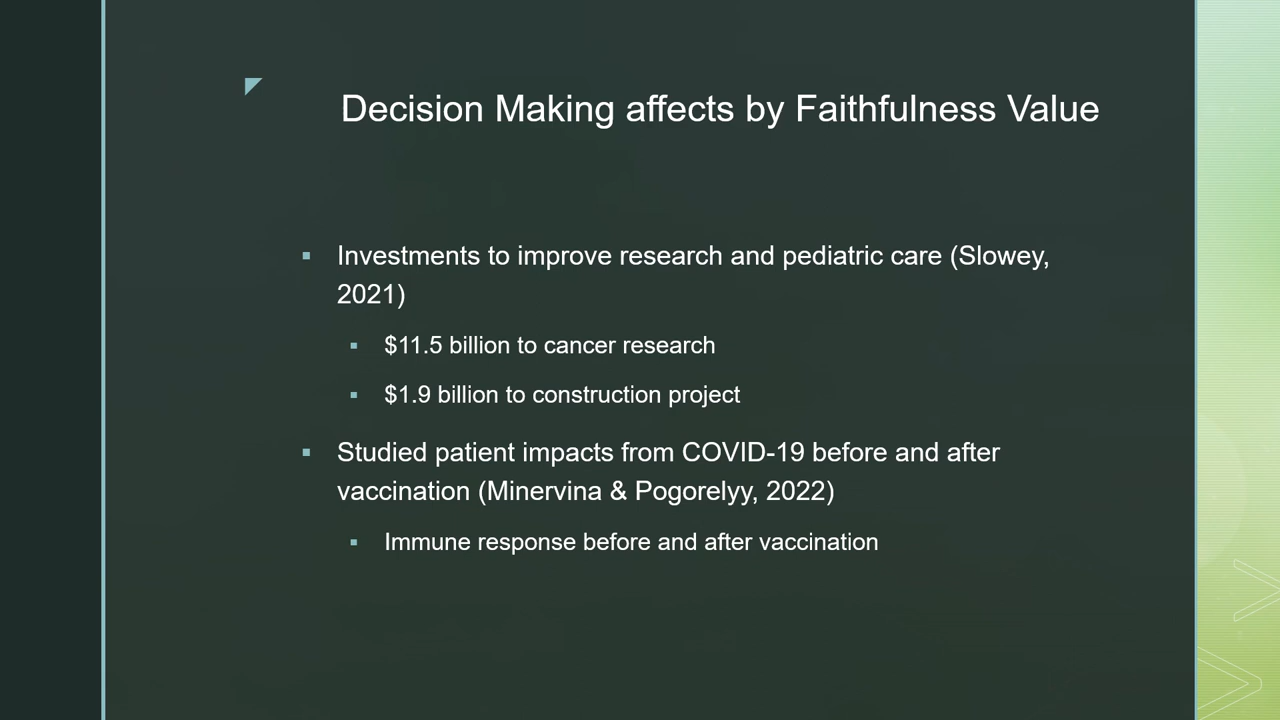 Decision Making affects by Faithfulness Value
Investments to improve research and pediatric care (Slowey,
2021)
$11.5 billion to cancer research
$1.9 billion to construction project
Studied patient impacts from COVID-19 before and after
vaccination (Minervina & Pogorelyy, 2022)
Immune response before and after vaccination